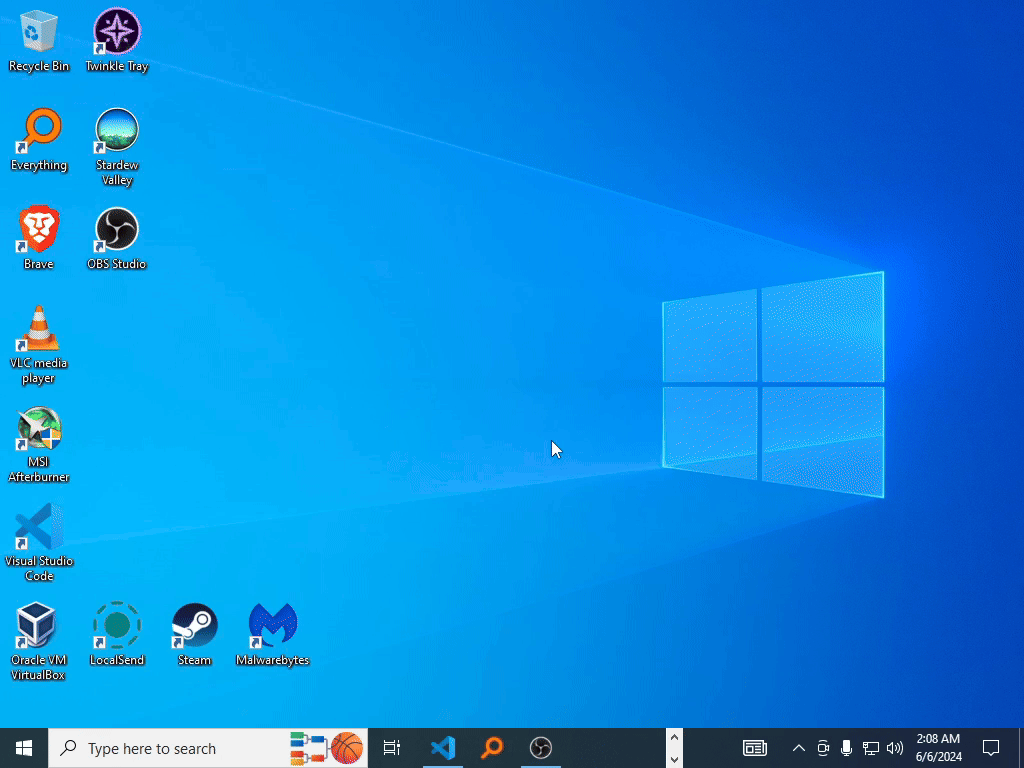 Recycle Bin
Twinkle Tray
Everything
Stardew
Valley
Brave
OBS Studio
VLC media
player
MSI
Afterburner
Visual Studio
Code
Oracle VM
VirtualBox
LocalSend
Steam
Malwarebytes
Type here to search
2:08 AM
6/6/2024